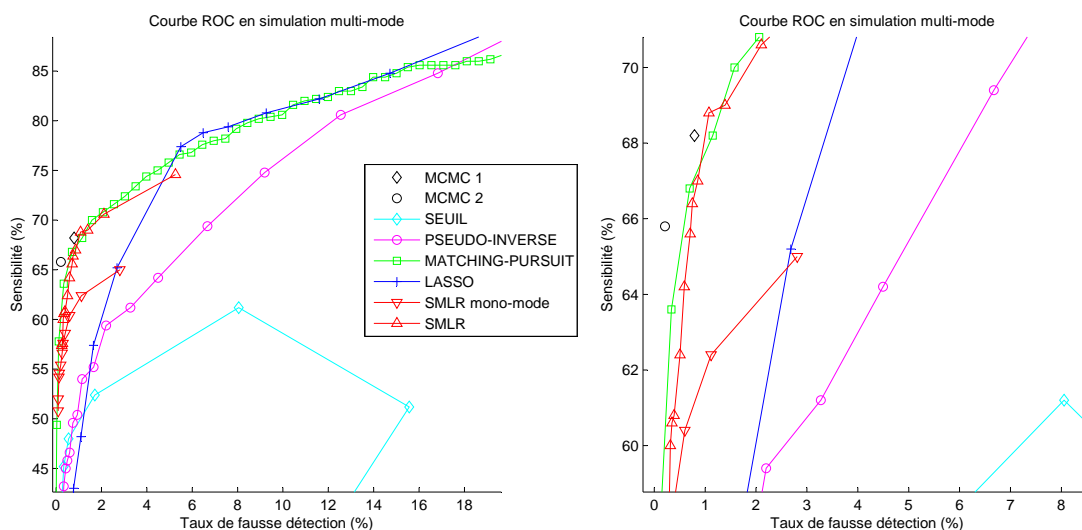 Courbe ROC en simulation multi-mode
Sensibilité (%)
85
80
75
70
65
60
55
50
45
0 2 4 6 8 10 12 14 16 18
Taux de fausse détection (%)
MCMC 1
MCMC 2
SEUIL
PSEUDO-INVERSE
MATCHING-PURSUIT
LASSO
SMLR mono-mode
SMLR
Courbe ROC en simulation multi-mode
Sensibilité (%)
70
68
66
64
62
60
0 1 2 3 4 5 6 7 8
Taux de fausse détection (%)